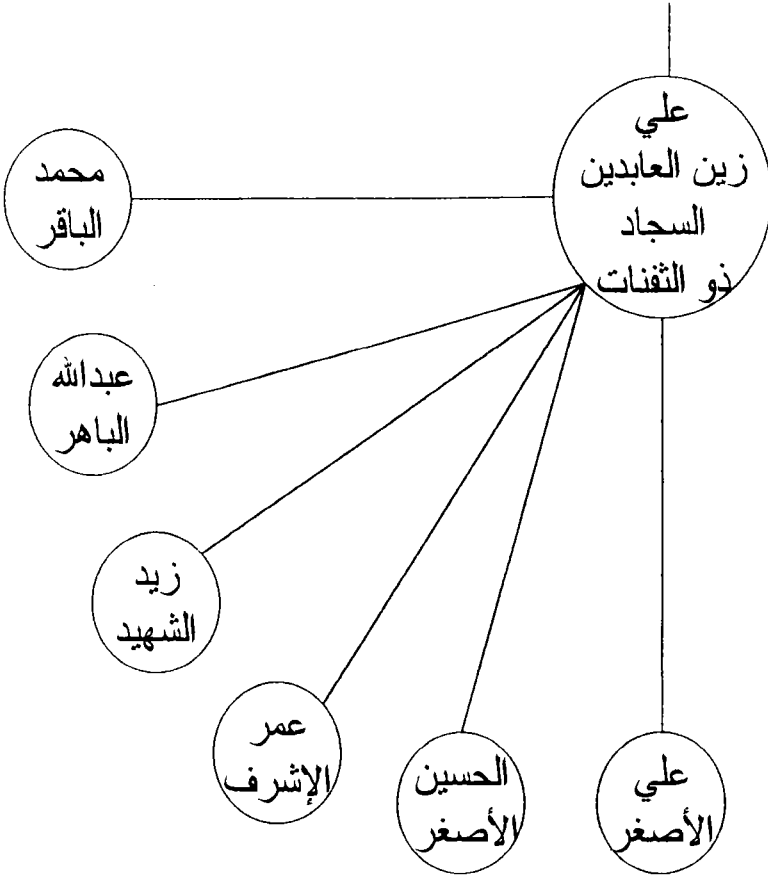 علي
زين العابدين
السجاد
ذو الثفنات
محمد
الباقر
عبدالله
الباهر
زيد
الشهيد
عمر
الإشرف
الحسين
الأصغر
علي
الأصغر